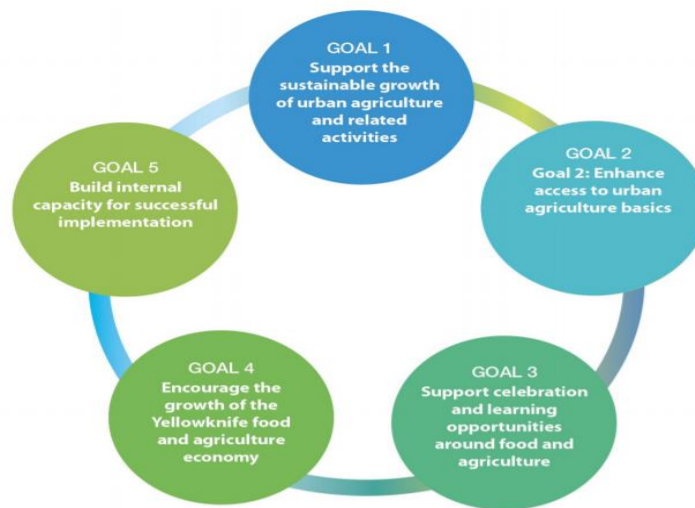 GOAL 1
Support the
sustainable growth
of urban agriculture
and related
activities
GOAL 2
Goal 2: Enhance
access to urban
agriculture basics
GOAL 3
Support celebration
and learning
opportunities
around food and
agriculture
GOAL 4
Encourage the
growth of the
Yellowknife food
and agriculture
economy
GOAL 5
Build internal
capacity for successful
implementation